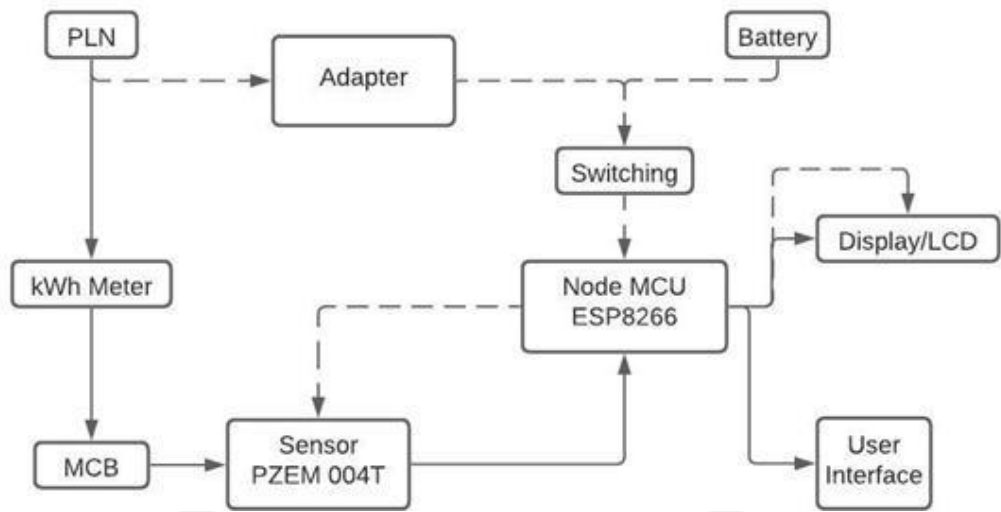 PLN
Battery
Adapter
Switching
Display/LCD
kWh Meter
Node MCU
ESP8266
MCB
Sensor
PZEM 004T
User
Interface